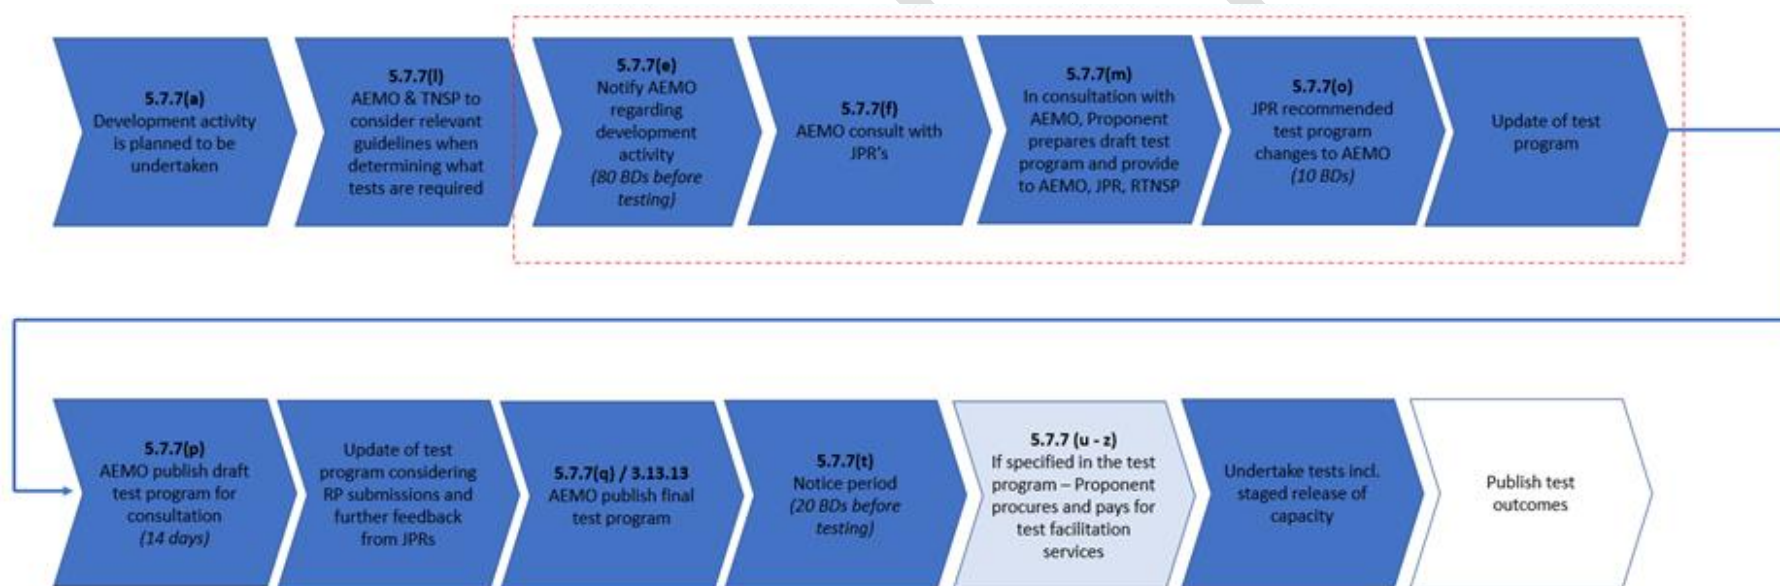 5.7.7(a)
Development activity
is planned to be
undertaken
5.7.7(l)
AEMO & TNSP to
consider relevant
guidelines when
determining what
tests are required
5.7.7(e)
Notify AEMO
regarding
development
activity
(80 BDs before
testing)
5.7.7(f)
AEMO consult with
JPR's
5.7.7(m)
In consultation with
AEMO, Proponent
prepares draft test
program and provide
to AEMO, JPR, RTNSP
5.7.7(o)
JPR recommended
test program
changes to AEMO
(10 BDs)
Update of test
program
5.7.7(p)
AEMO publish draft
test program for
consultation
(14 days)
Update of test
program considering
RP submissions and
further feedback
from JPRs
5.7.7(q) / 3.13.13
AEMO publish final
test program
5.7.7(t)
Notice period
(20 BDs before
testing)
5.7.7 (u - z)
If specified in the test
program – Proponent
procures and pays for
test facilitation
services
Undertake tests incl.
staged release of
capacity
Publish test
outcomes